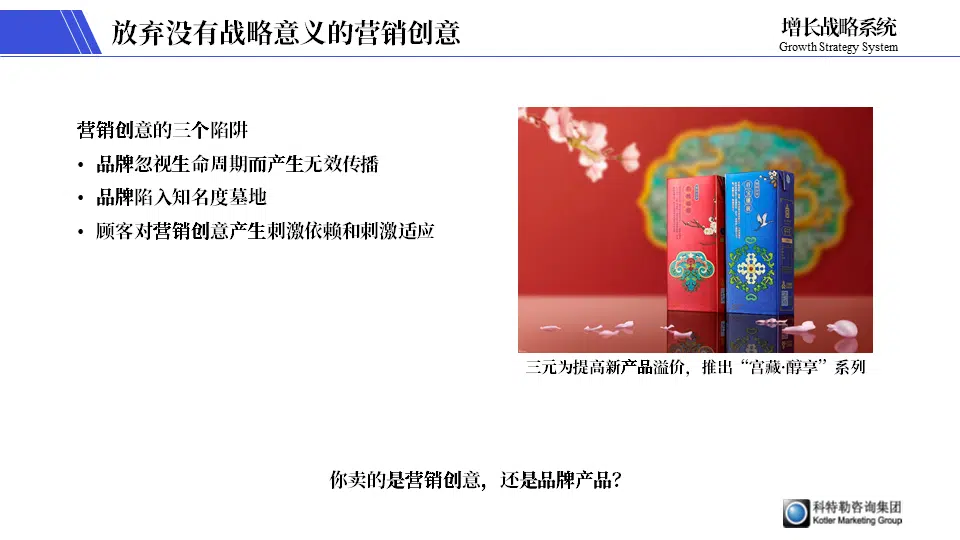 放弃没有战略意义的营销创意
增长战略系统
Growth Strategy System
营销创意的三个陷阱
• 品牌忽视生命周期而产生无效传播
• 品牌陷入知名度墓地
• 顾客对营销创意产生刺激依赖和刺激适应
三元为提高新产品溢价，推出“宫藏·醇享”系列
你卖的是营销创意，还是品牌产品？
科特勒咨询集团
Kotler Marketing Group